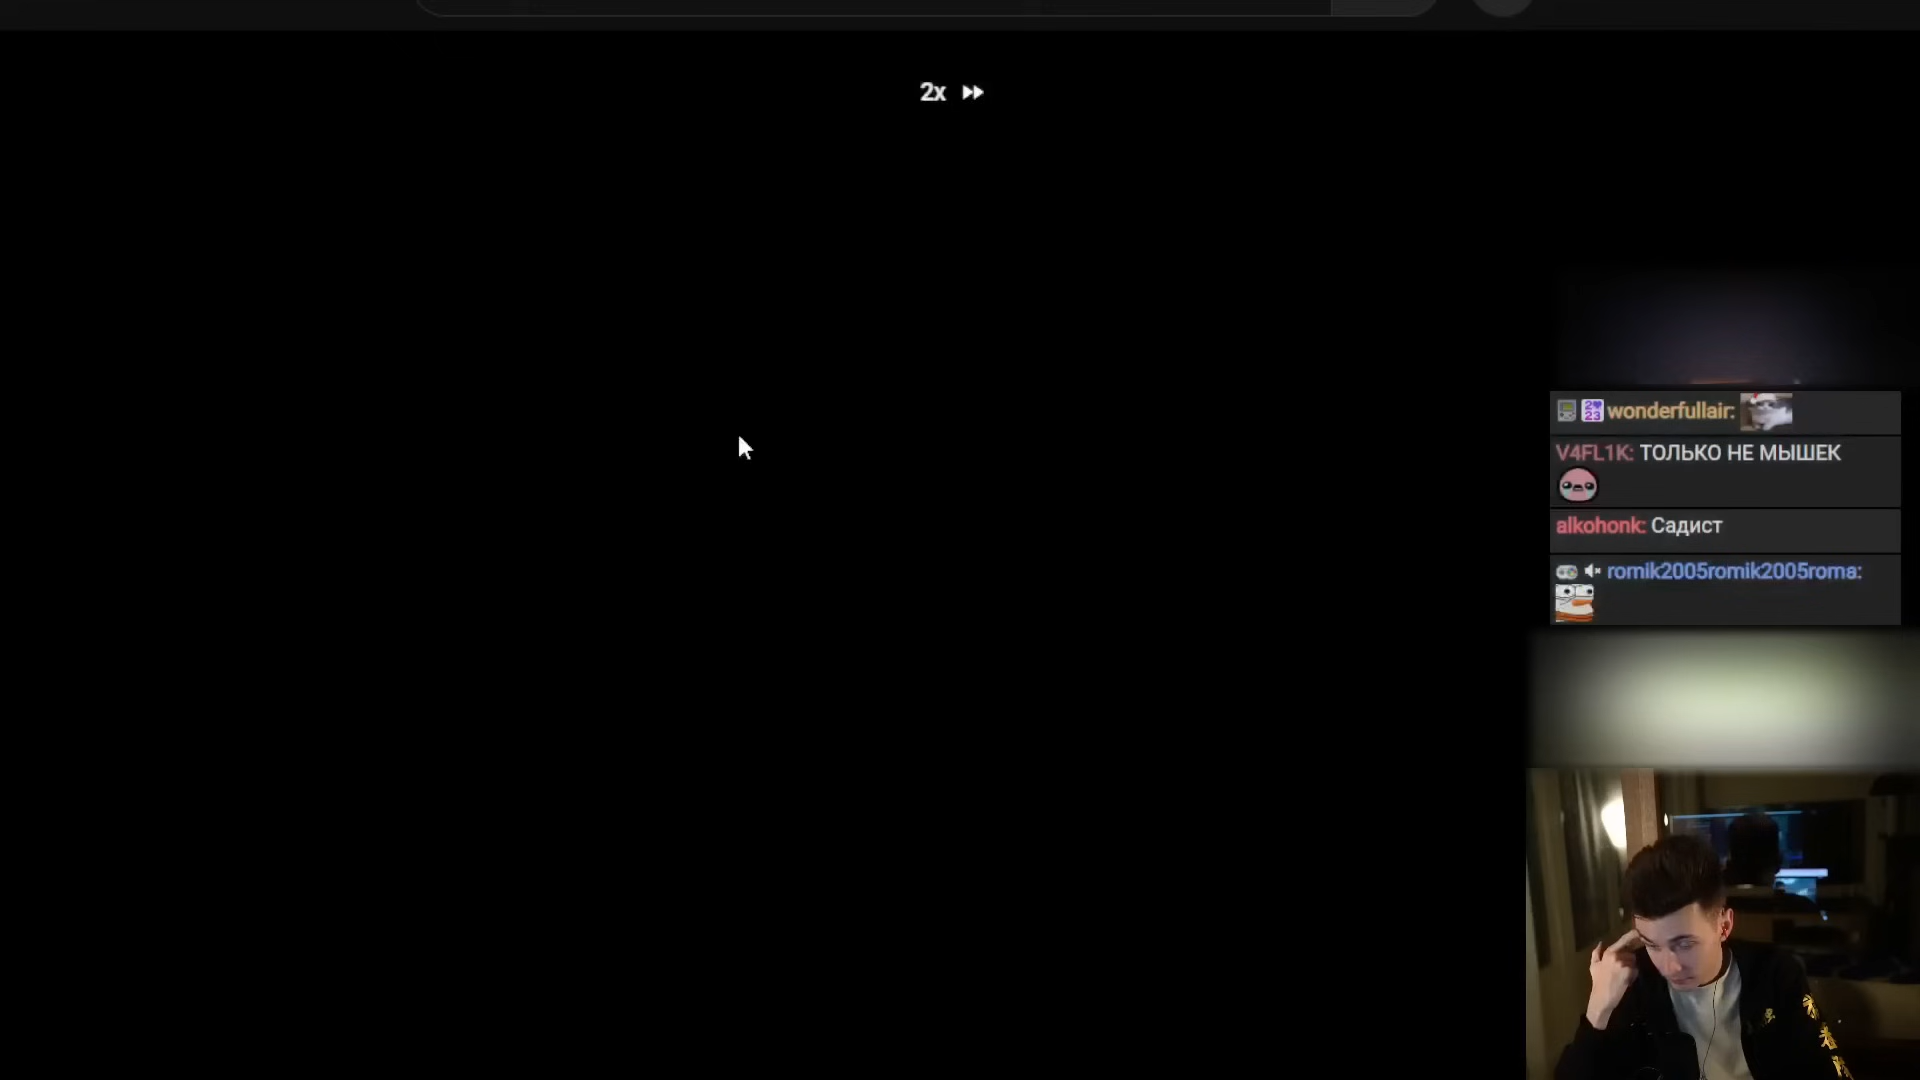 2x
wonderfullair:
V4FL1K: ТОЛЬКО НЕ МЫШЕК
alkohonk: Садист
romik2005romik2005roma: